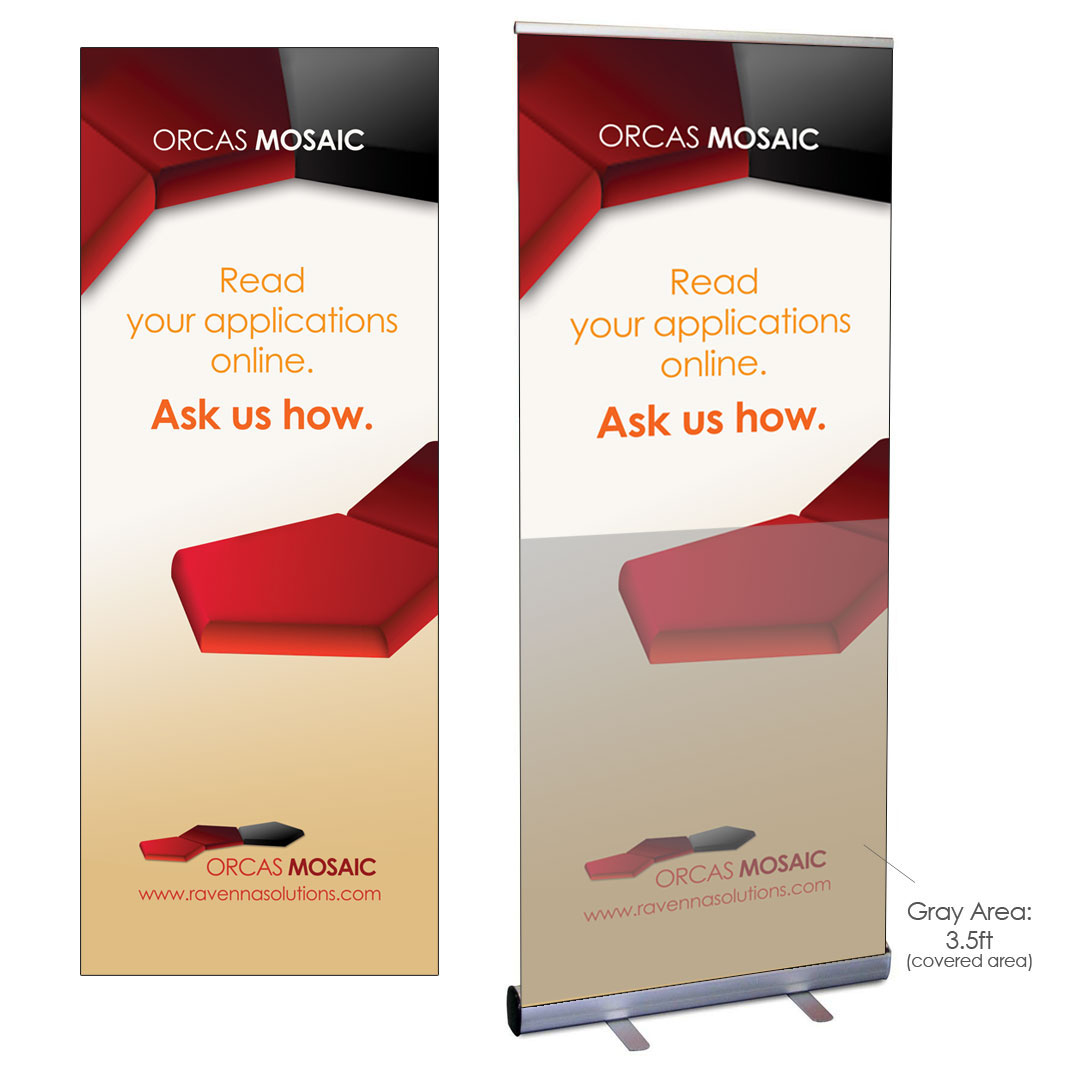 ORCAS MOSAIC
Read
your applications
online.
Ask us how.
ORCAS MOSAIC
www.ravennasolutions.com
ORCAS MOSAIC
Read
your applications
online.
Ask us how.
ORCAS MOSAIC
www.ravennasolutions.com
Gray Area:
3.5ft
(covered area)